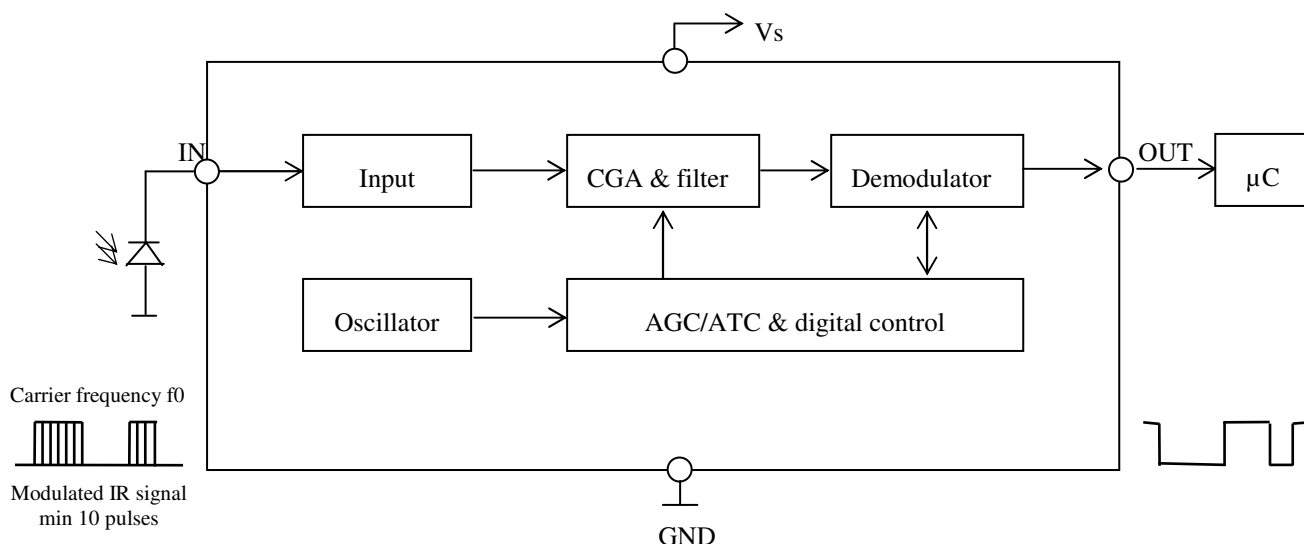 Vs
IN
Input
CGA & filter
Demodulator
OUT
µC
Oscillator
AGC/ATC & digital control
Carrier frequency f0
Modulated IR signal
min 10 pulses
GND